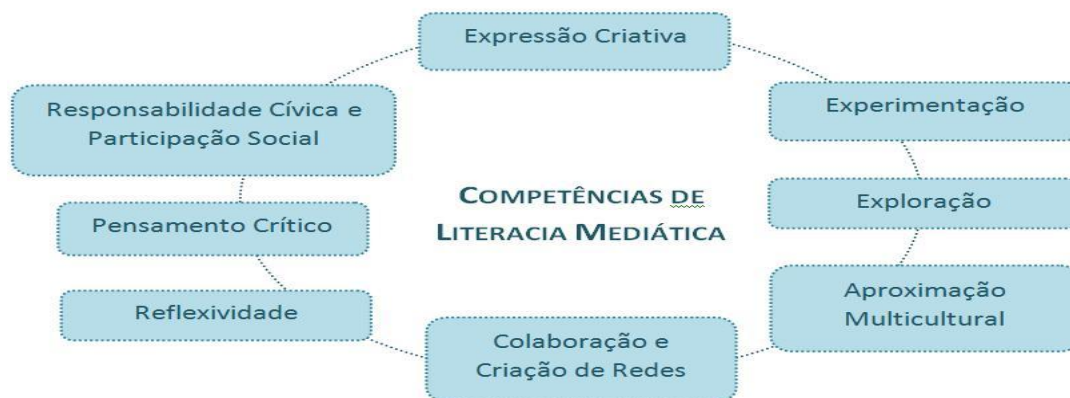 Expressão Criativa
Responsabilidade Cívica e
Participação Social
Experimentação
COMPETÊNCIAS DE
LITERACIA MEDIÁTICA
Exploração
Pensamento Crítico
Aproximação
Multicultural
Reflexividade
Colaboração e
Criação de Redes